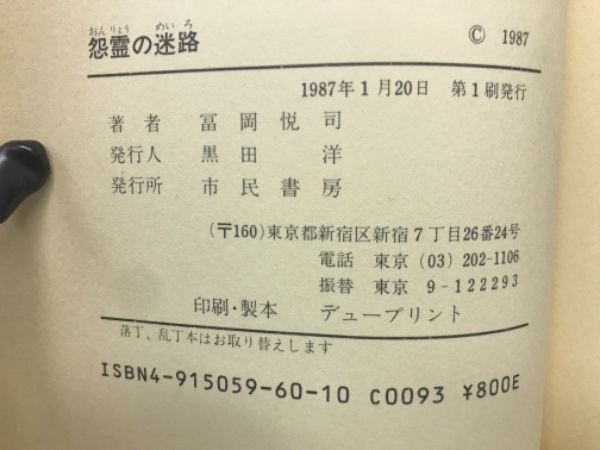 おんりょう めいろ
怨霊の迷路
© 1987
1987年1月20日 第1刷発行
著者 冨岡悦司
発行人 黒田 洋
発行所 市民書房
(〒160)東京都新宿区新宿7丁目26番24号
電話 東京(03)202-1106
振替 東京 9-122293
印刷・製本 デュープリント
落丁、乱丁本はお取り替えします
ISBN4-915059-60-10 C0093 ¥800E